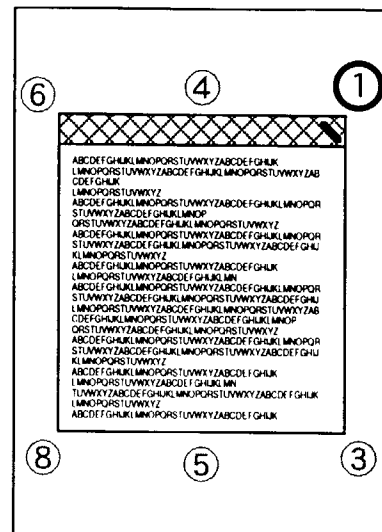 6 4 1
ABCDEFGHIJKLMNOPQRSTUVWXYZABCDEFGHIJK
LMNOPQRSTUVWXYZABCDEFGHIJKLMNOPQRSTUVWXYZAB
CDEFGHIJK
LMNOPQRSTUVWXYZ
ABCDEFGHIJKLMNOPQRSTUVWXYZABCDEFGHIJKLMNOPQR
STUVWXYZABCDEFGHIJKLMNOP
QRSTUVWXYZABCDEFGHIJKLMNOPQRSTUVWXYZ
ABCDEFGHIJKLMNOPQRSTUVWXYZABCDEFGHIJKLMNOPQR
STUVWXYZABCDEFGHIJKLMNOPQRSTUVWXYZABCDEFGHIJ
KLMNOPQRSTUVWXYZ
ABCDEFGHIJKLMNOPQRSTUVWXYZABCDEFGHIJK
LMNOPQRSTUVWXYZABCDEFGHIJKLMN
ABCDEFGHIJKLMNOPQRSTUVWXYZABCDEFGHIJKLMNOPQR
STUVWXYZABCDEFGHIJKLMNOPQRSTUVWXYZABCDEFGHIJ
LMNOPQRSTUVWXYZABCDEFGHIJKLMNOPQRSTUVWXYZAB
CDEFGHIJKLMNOPQRSTUVWXYZABCDEFGHIJKLMNOP
QRSTUVWXYZABCDEFGHIJKLMNOPQRSTUVWXYZ
ABCDEFGHIJKLMNOPQRSTUVWXYZABCDEFGHIJKLMNOPQR
STUVWXYZABCDEFGHIJKLMNOPQRSTUVWXYZABCDEFGHIJ
KLMNOPQRSTUVWXYZ
ABCDEFGHIJKLMNOPQRSTUVWXYZABCDEFGHIJK
LMNOPQRSTUVWXYZABCDEFGHIJKLMN
TUVWXYZABCDEFGHIJKLMNOPQRSTUVWXYZABCDEFGHIJK
LMNOPQRSTUVWXYZ
ABCDEFGHIJKLMNOPQRSTUVWXYZABCDEFGHIJK
8 5 3